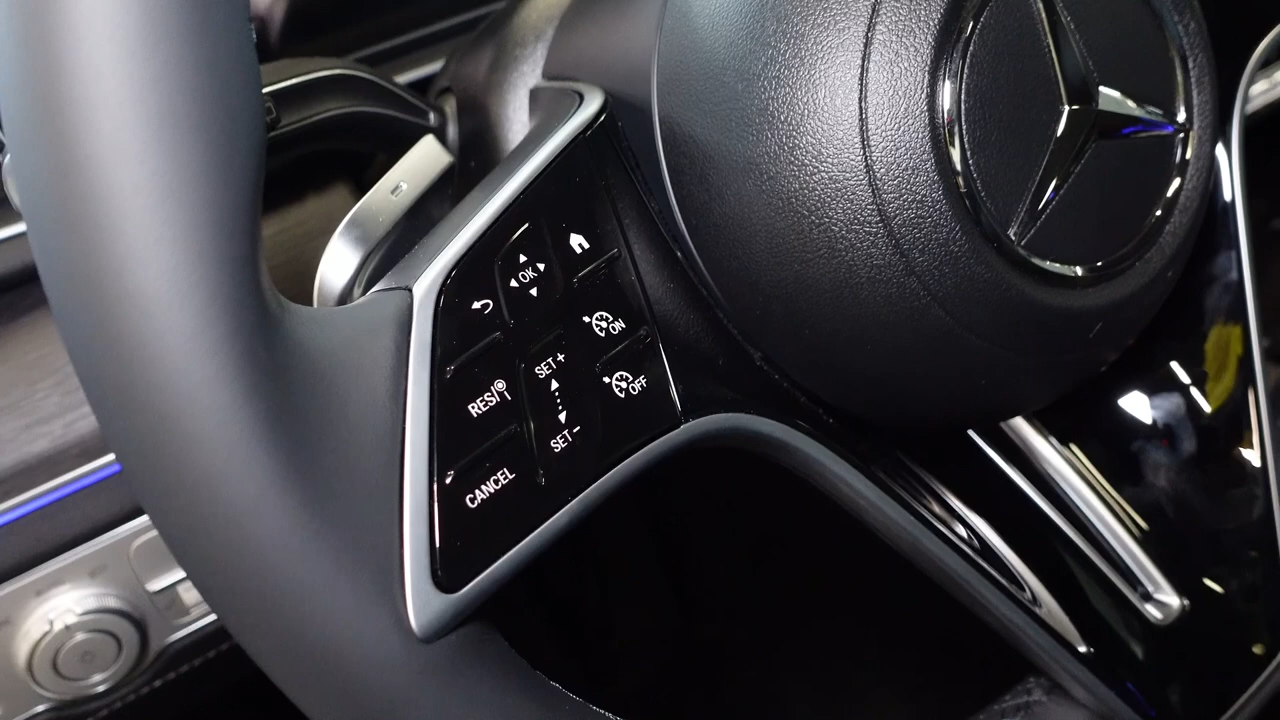 OK
ON
RES/
SET+
OFF
SET-
CANCEL